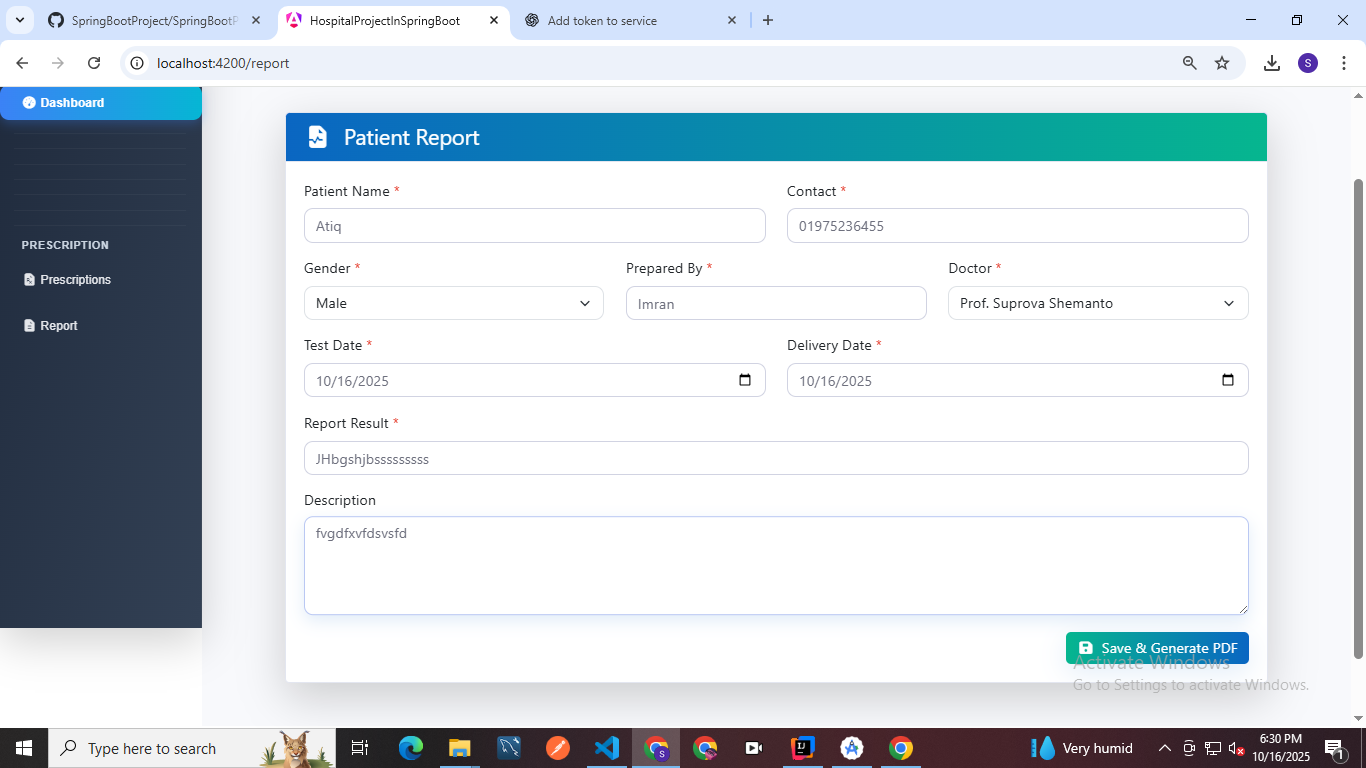 SpringBootProject/SpringBootP
HospitalProjectInSpringBoot
Add token to service
localhost:4200/report
S
Dashboard
PRESCRIPTION
Prescriptions
Report
Patient Report
Patient Name *
Contact *
Atiq
01975236455
Gender *
Prepared By *
Doctor *
Male
Imran
Prof. Suprova Shemanto
Test Date *
Delivery Date *
10/16/2025
10/16/2025
Report Result *
JHbgshjbsssssssss
Description
fvgdfxvfdsvsfd
Save & Generate PDF
Activate Windows
Go to Settings to activate Windows.
Type here to search
Very humid
6:30 PM
10/16/2025
1